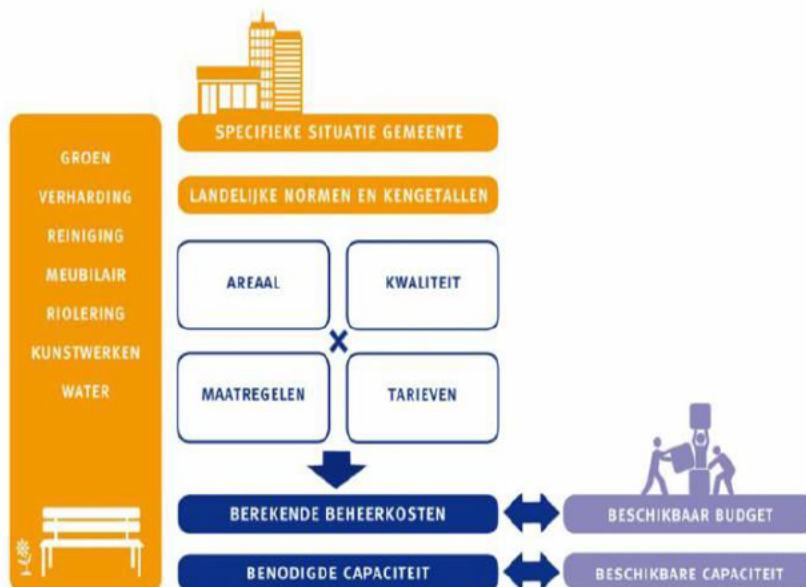 GROEN
VERHARDING
REINIGING
MEUBILAIR
RIOLERING
KUNSTWERKEN
WATER
SPECIFIEKE SITUATIE GEMEENTE
LANDELIJKE NORMEN EN KENGETALLEN
AREAAL
KWALITEIT
X
MAATREGELEN
TARIEVEN
BEREKENDE BEHEERKOSTEN
BESCHIKBAAR BUDGET
BENODIGDE CAPACITEIT
BESCHIKBARE CAPACITEIT